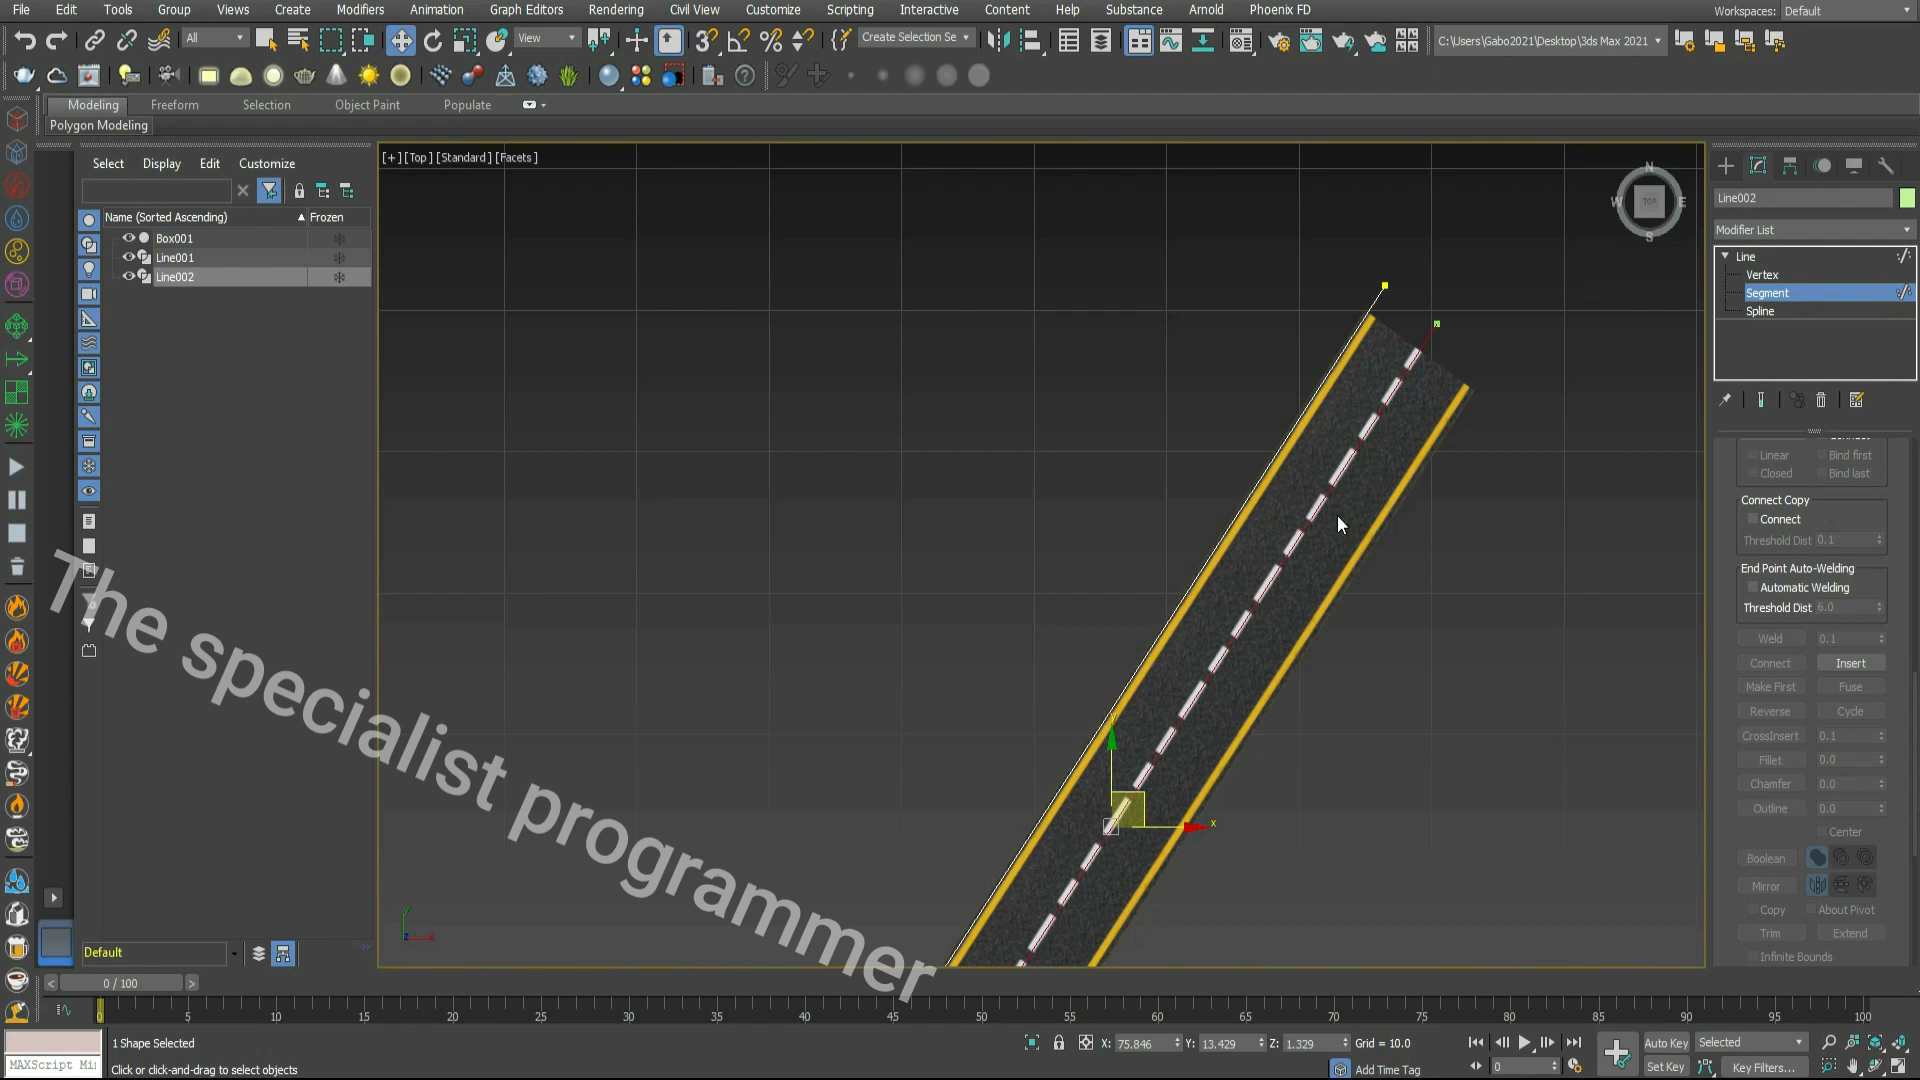 File Edit Tools Group Views Create Modifiers Animation Graph Editors Rendering Civil View Customize Scripting Interactive Content Help Substance Arnold Phoenix FD Workspaces: Default
All View Create Selection Se C:\Users\Gabo2021\Desktop\3ds Max 2021
Modeling Freeform Selection Object Paint Populate
Polygon Modeling
Select Display Edit Customize
[+] [Top] [Standard] [Facets]
Name (Sorted Ascending) Frozen
Box001
Line001
Line002
N
W TOP E
S
Line002
Modifier List
Line
Vertex
Segment
Spline
Linear Bind first
Closed Bind last
Connect Copy
Connect
Threshold Dist 0.1
End Point Auto-Welding
Automatic Welding
Threshold Dist 6.0
Weld 0.1
Connect Insert
Make First Fuse
Reverse Cycle
CrossInsert 0.1
Fillet 0.0
Chamfer 0.0
Outline 0.0
Center
Boolean
Mirror
Copy About Pivot
Trim Extend
Infinite Bounds
y
x
The specialist programmer
Default
< 0 / 100 >
0 5 10 15 20 25 30 35 40 45 50 55 60 65 70 75 80 85 90 95 100
1 Shape Selected X: 75.846 Y: 13.429 Z: 1.329 Grid = 10.0 Auto Key Selected
MAXScript Mi Click or click-and-drag to select objects Add Time Tag 0 Set Key Key Filters...